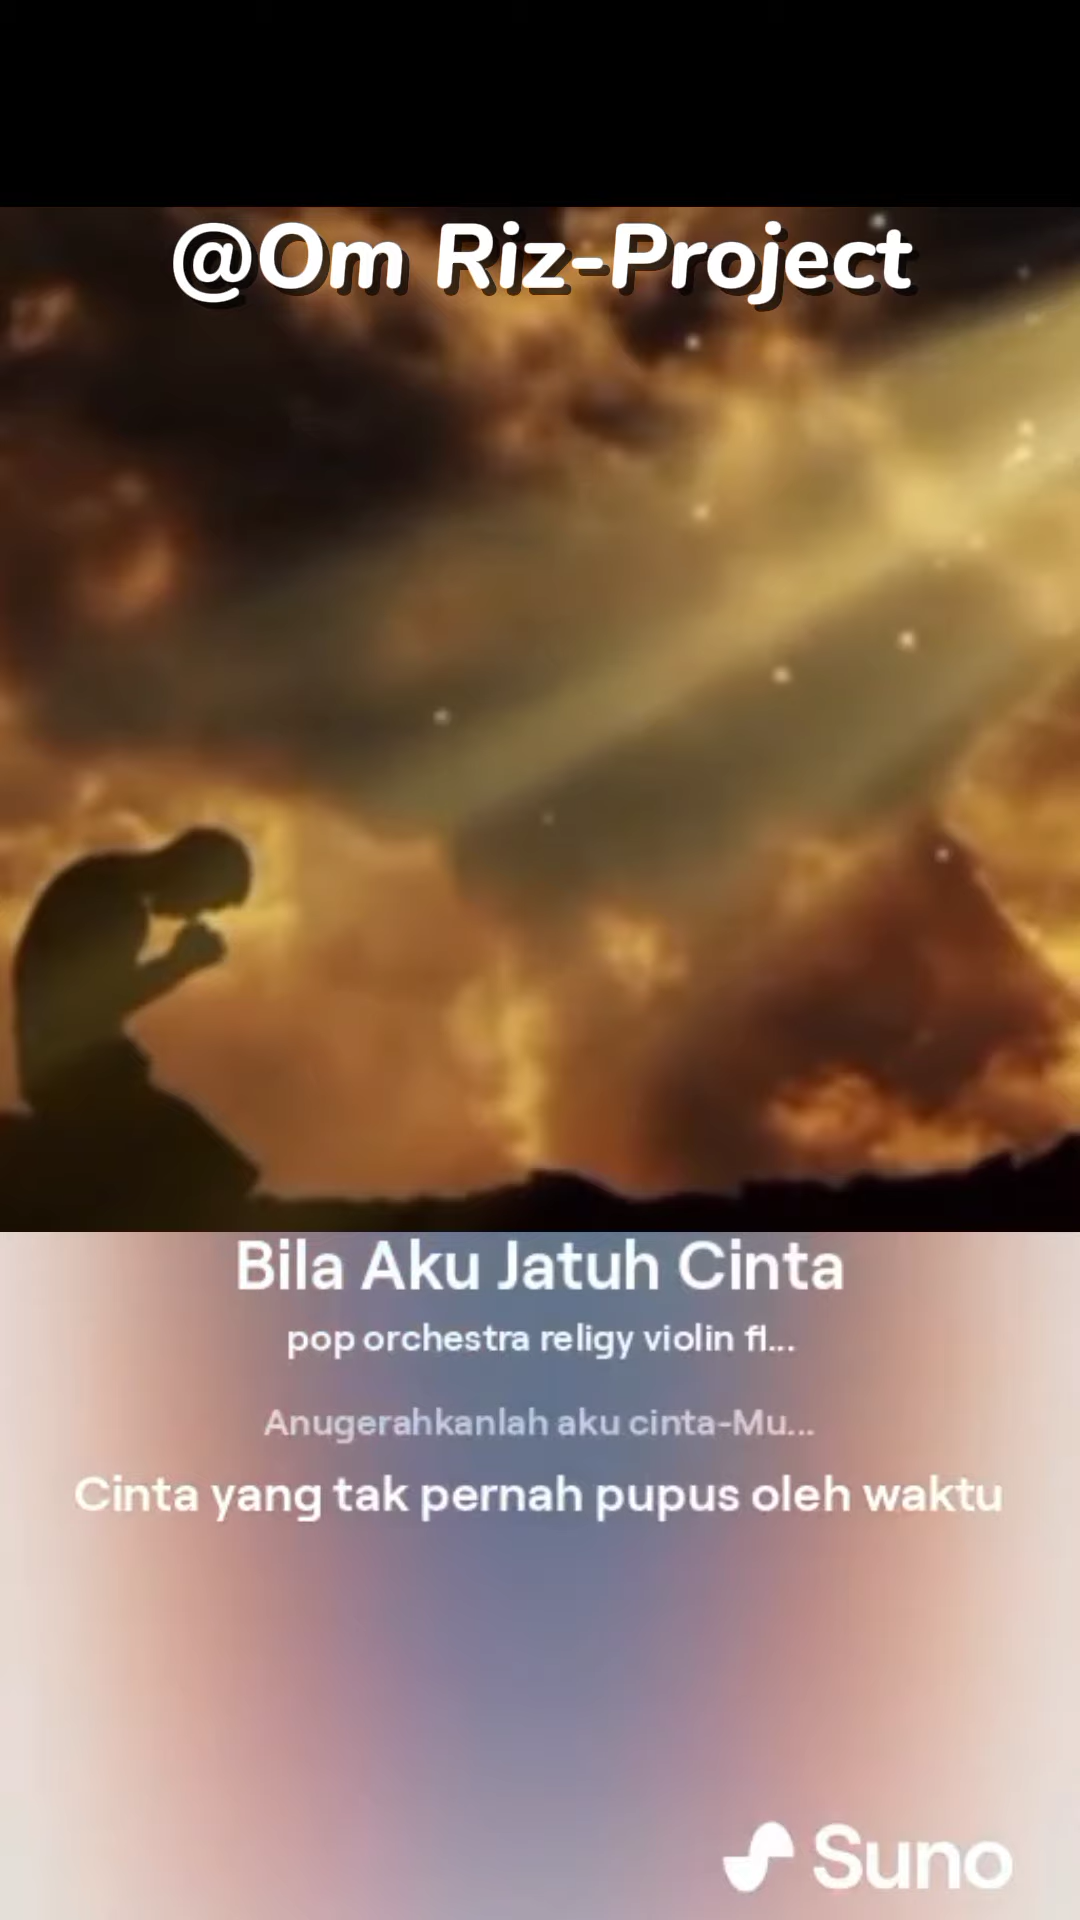 @Om Riz-Project
Bila Aku Jatuh Cinta
pop orchestra religy violin fl...
Anugerahkanlah aku cinta-Mu...
Cinta yang tak pernah pupus oleh waktu
Suno